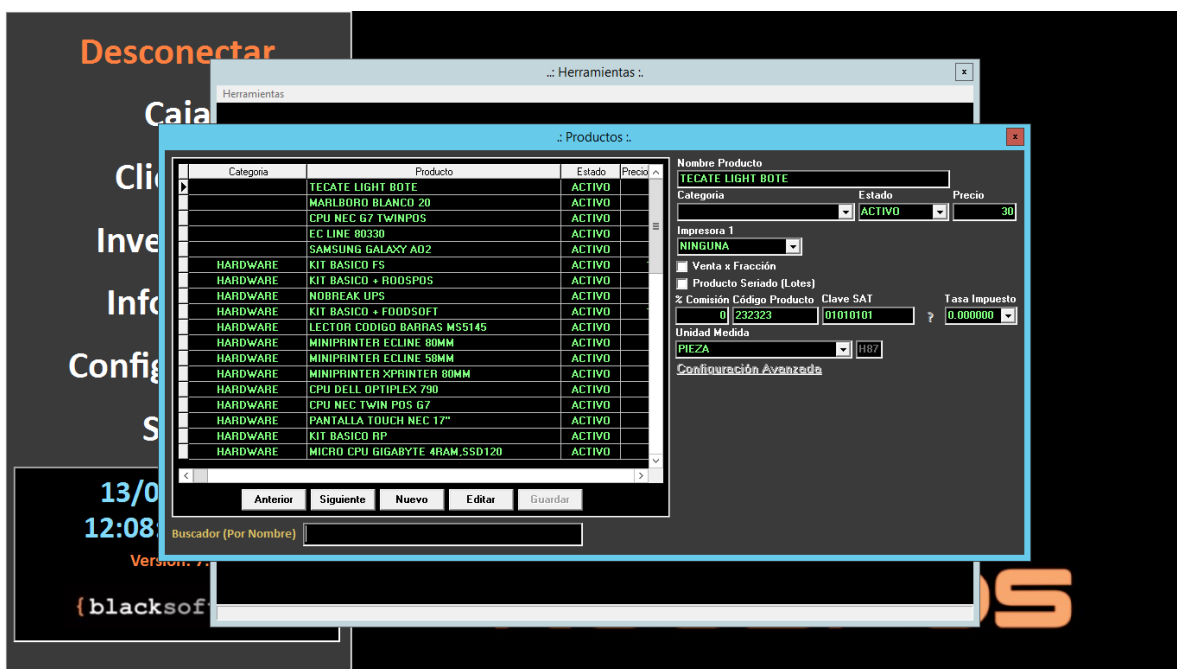 Desconectar
Caja
Inve
Info
Config
S
13/0
12:08:
Version: 7.
{blacksof
..: Herramientas :.
x
Herramientas
.: Productos :.
x
Categoria Producto Estado Precio
TECATE LIGHT BOTE ACTIVO
MARLBORO BLANCO 20 ACTIVO
CPU NEC G7 TWINPOS ACTIVO
EC LINE 80330 ACTIVO
SAMSUNG GALAXY A02 ACTIVO
HARDWARE KIT BASICO FS ACTIVO
HARDWARE KIT BASICO + ROOSPOS ACTIVO
HARDWARE NOBREAK UPS ACTIVO
HARDWARE KIT BASICO + FOODSOFT ACTIVO
HARDWARE LECTOR CODIGO BARRAS MS5145 ACTIVO
HARDWARE MINIPRINTER ECLINE 80MM ACTIVO
HARDWARE MINIPRINTER ECLINE 58MM ACTIVO
HARDWARE MINIPRINTER XPRINTER 80MM ACTIVO
HARDWARE CPU DELL OPTIPLEX 790 ACTIVO
HARDWARE CPU NEC TWIN POS G7 ACTIVO
HARDWARE PANTALLA TOUCH NEC 17" ACTIVO
HARDWARE KIT BASICO RP ACTIVO
HARDWARE MICRO CPU GIGABYTE 4RAM,SSD120 ACTIVO
Anterior Siguiente Nuevo Editar Guardar
Buscador (Por Nombre)
Nombre Producto
TECATE LIGHT BOTE
Categoria Estado Precio
ACTIVO 30
Impresora 1
NINGUNA
Venta x Fracción
Producto Seriado (Lotes)
% Comisión Código Producto Clave SAT Tasa Impuesto
0 232323 01010101 ? 0.000000
Unidad Medida
PIEZA H87
Configuración Avanzada